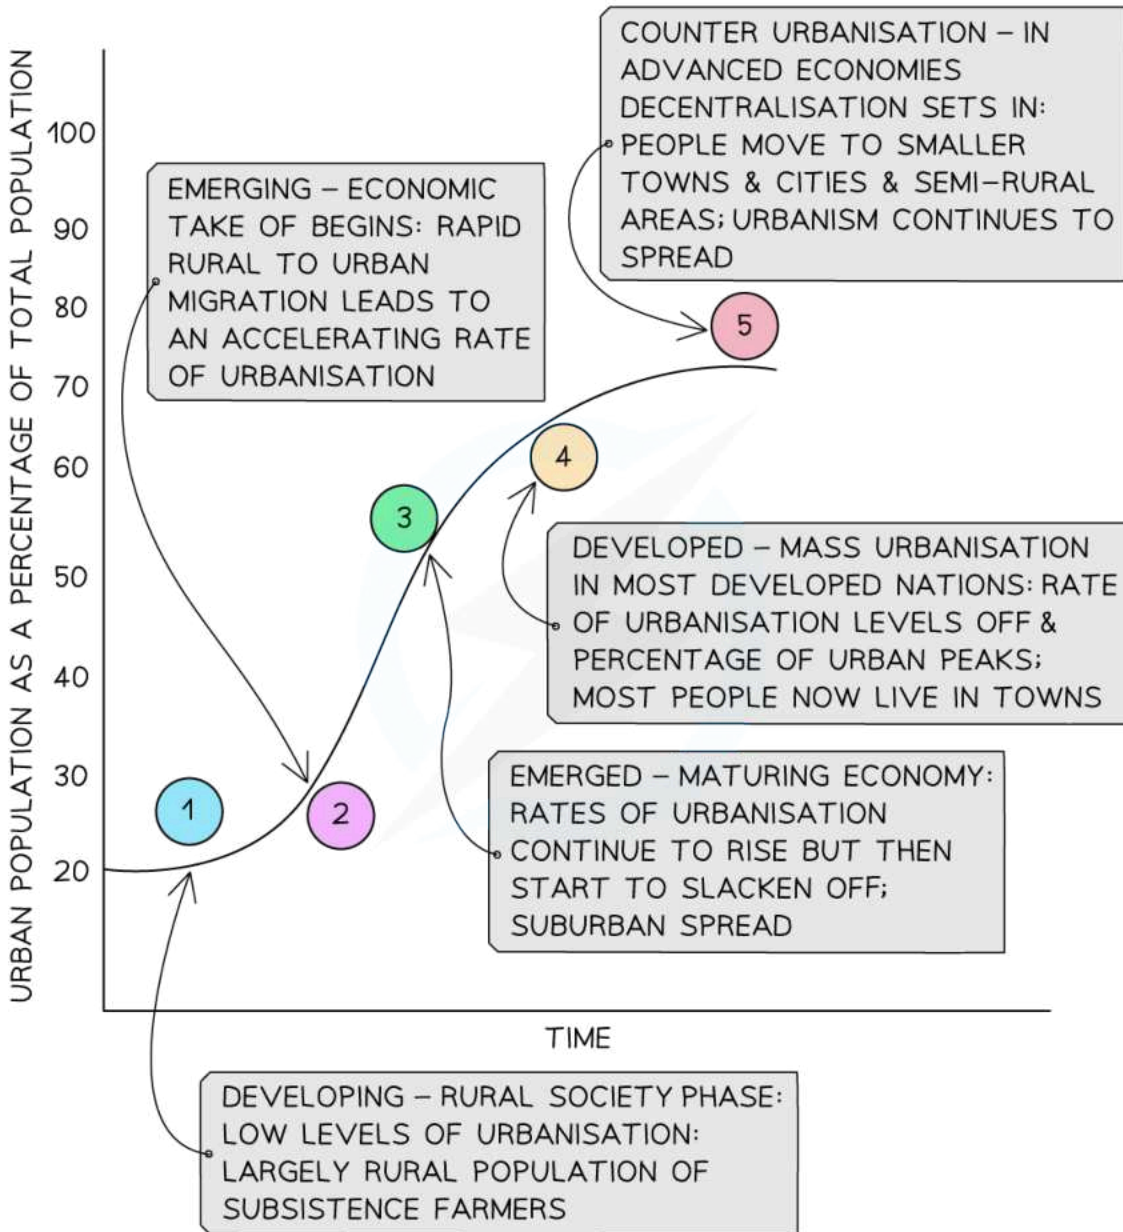 URBAN POPULATION AS A PERCENTAGE OF TOTAL POPULATION
100
90
80
70
60
50
40
30
20
COUNTER URBANISATION – IN
ADVANCED ECONOMIES
DECENTRALISATION SETS IN:
PEOPLE MOVE TO SMALLER
TOWNS & CITIES & SEMI–RURAL
AREAS; URBANISM CONTINUES TO
SPREAD
EMERGING – ECONOMIC
TAKE OF BEGINS: RAPID
RURAL TO URBAN
MIGRATION LEADS TO
AN ACCELERATING RATE
OF URBANISATION
5
4
3
DEVELOPED – MASS URBANISATION
IN MOST DEVELOPED NATIONS: RATE
OF URBANISATION LEVELS OFF &
PERCENTAGE OF URBAN PEAKS;
MOST PEOPLE NOW LIVE IN TOWNS
1
2
EMERGED – MATURING ECONOMY:
RATES OF URBANISATION
CONTINUE TO RISE BUT THEN
START TO SLACKEN OFF;
SUBURBAN SPREAD
TIME
DEVELOPING – RURAL SOCIETY PHASE:
LOW LEVELS OF URBANISATION:
LARGELY RURAL POPULATION OF
SUBSISTENCE FARMERS